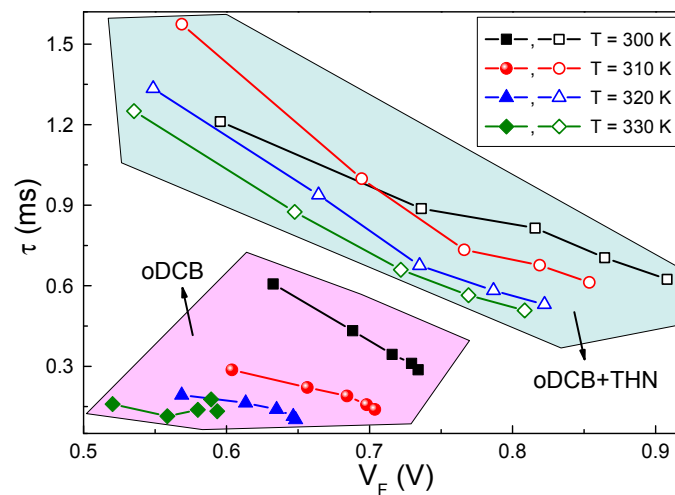 1.5
1.2
0.9
0.6
0.3
τ (ms)
0.5
0.6
0.7
0.8
0.9
V_F (V)
, T = 300 K
, T = 310 K
, T = 320 K
, T = 330 K
oDCB
oDCB+THN